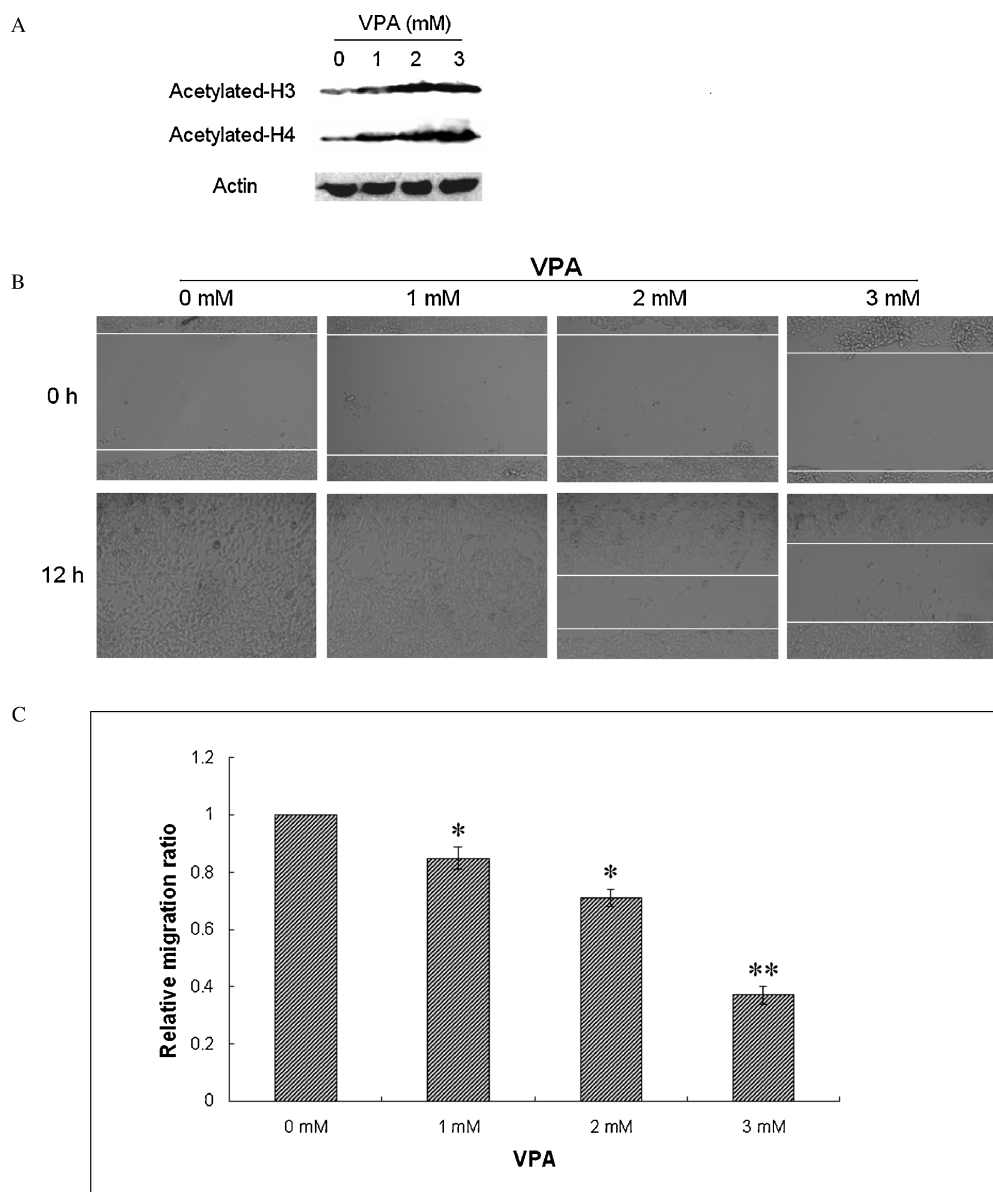 A
VPA (mM)
0 1 2 3
Acetylated-H3
Acetylated-H4
Actin
B
VPA
0 mM 1 mM 2 mM 3 mM
0 h
12 h
C
1.2
1
0.8
0.6
0.4
0.2
0
Relative migration ratio
*
*
**
0 mM 1 mM 2 mM 3 mM
VPA